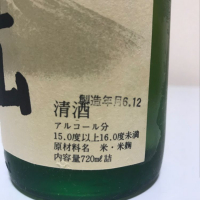 山
製造年月6.12
清酒
アルコール分
15.0度以上16.0度未満
原材料名 米・米麹
内容量720ml詰